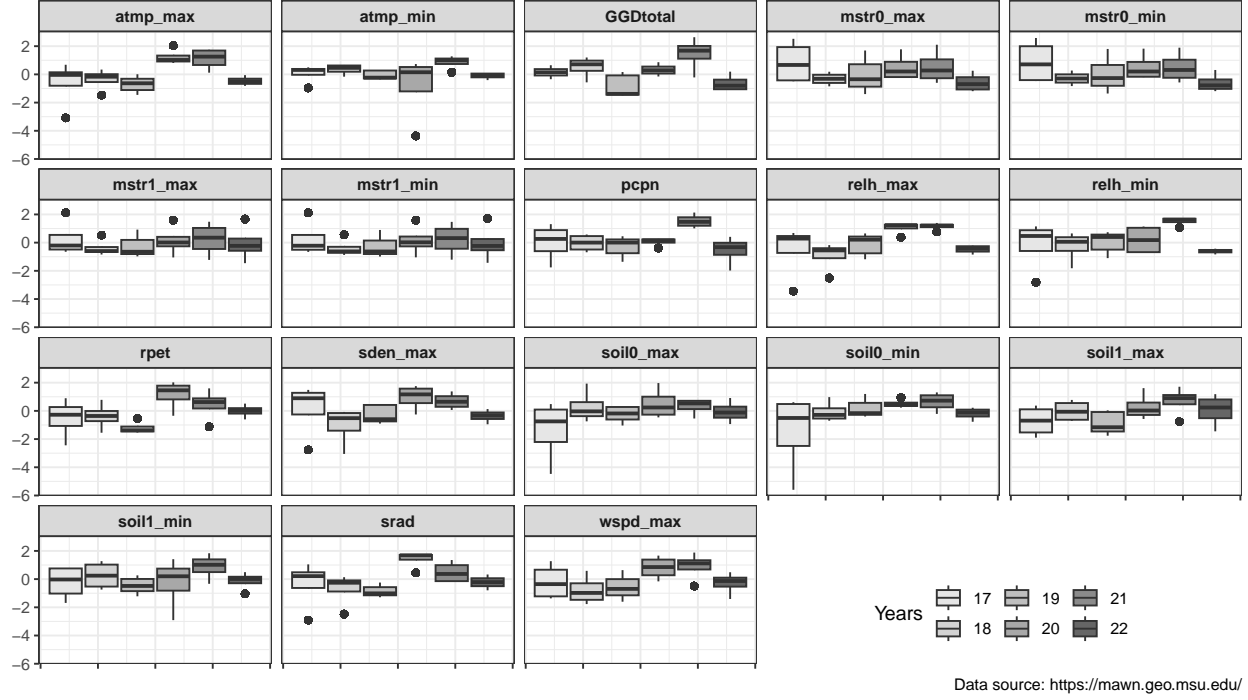 atmp_max atmp_min GGDtotal mstr0_max mstr0_min
2
0
−2
−4
−6
mstr1_max mstr1_min pcpn relh_max relh_min
2
0
−2
−4
−6
rpet sden_max soil0_max soil0_min soil1_max
2
0
−2
−4
−6
soil1_min srad wspd_max
2
0
−2
−4
−6
Years 17 19 21
18 20 22
Data source: https://mawn.geo.msu.edu/